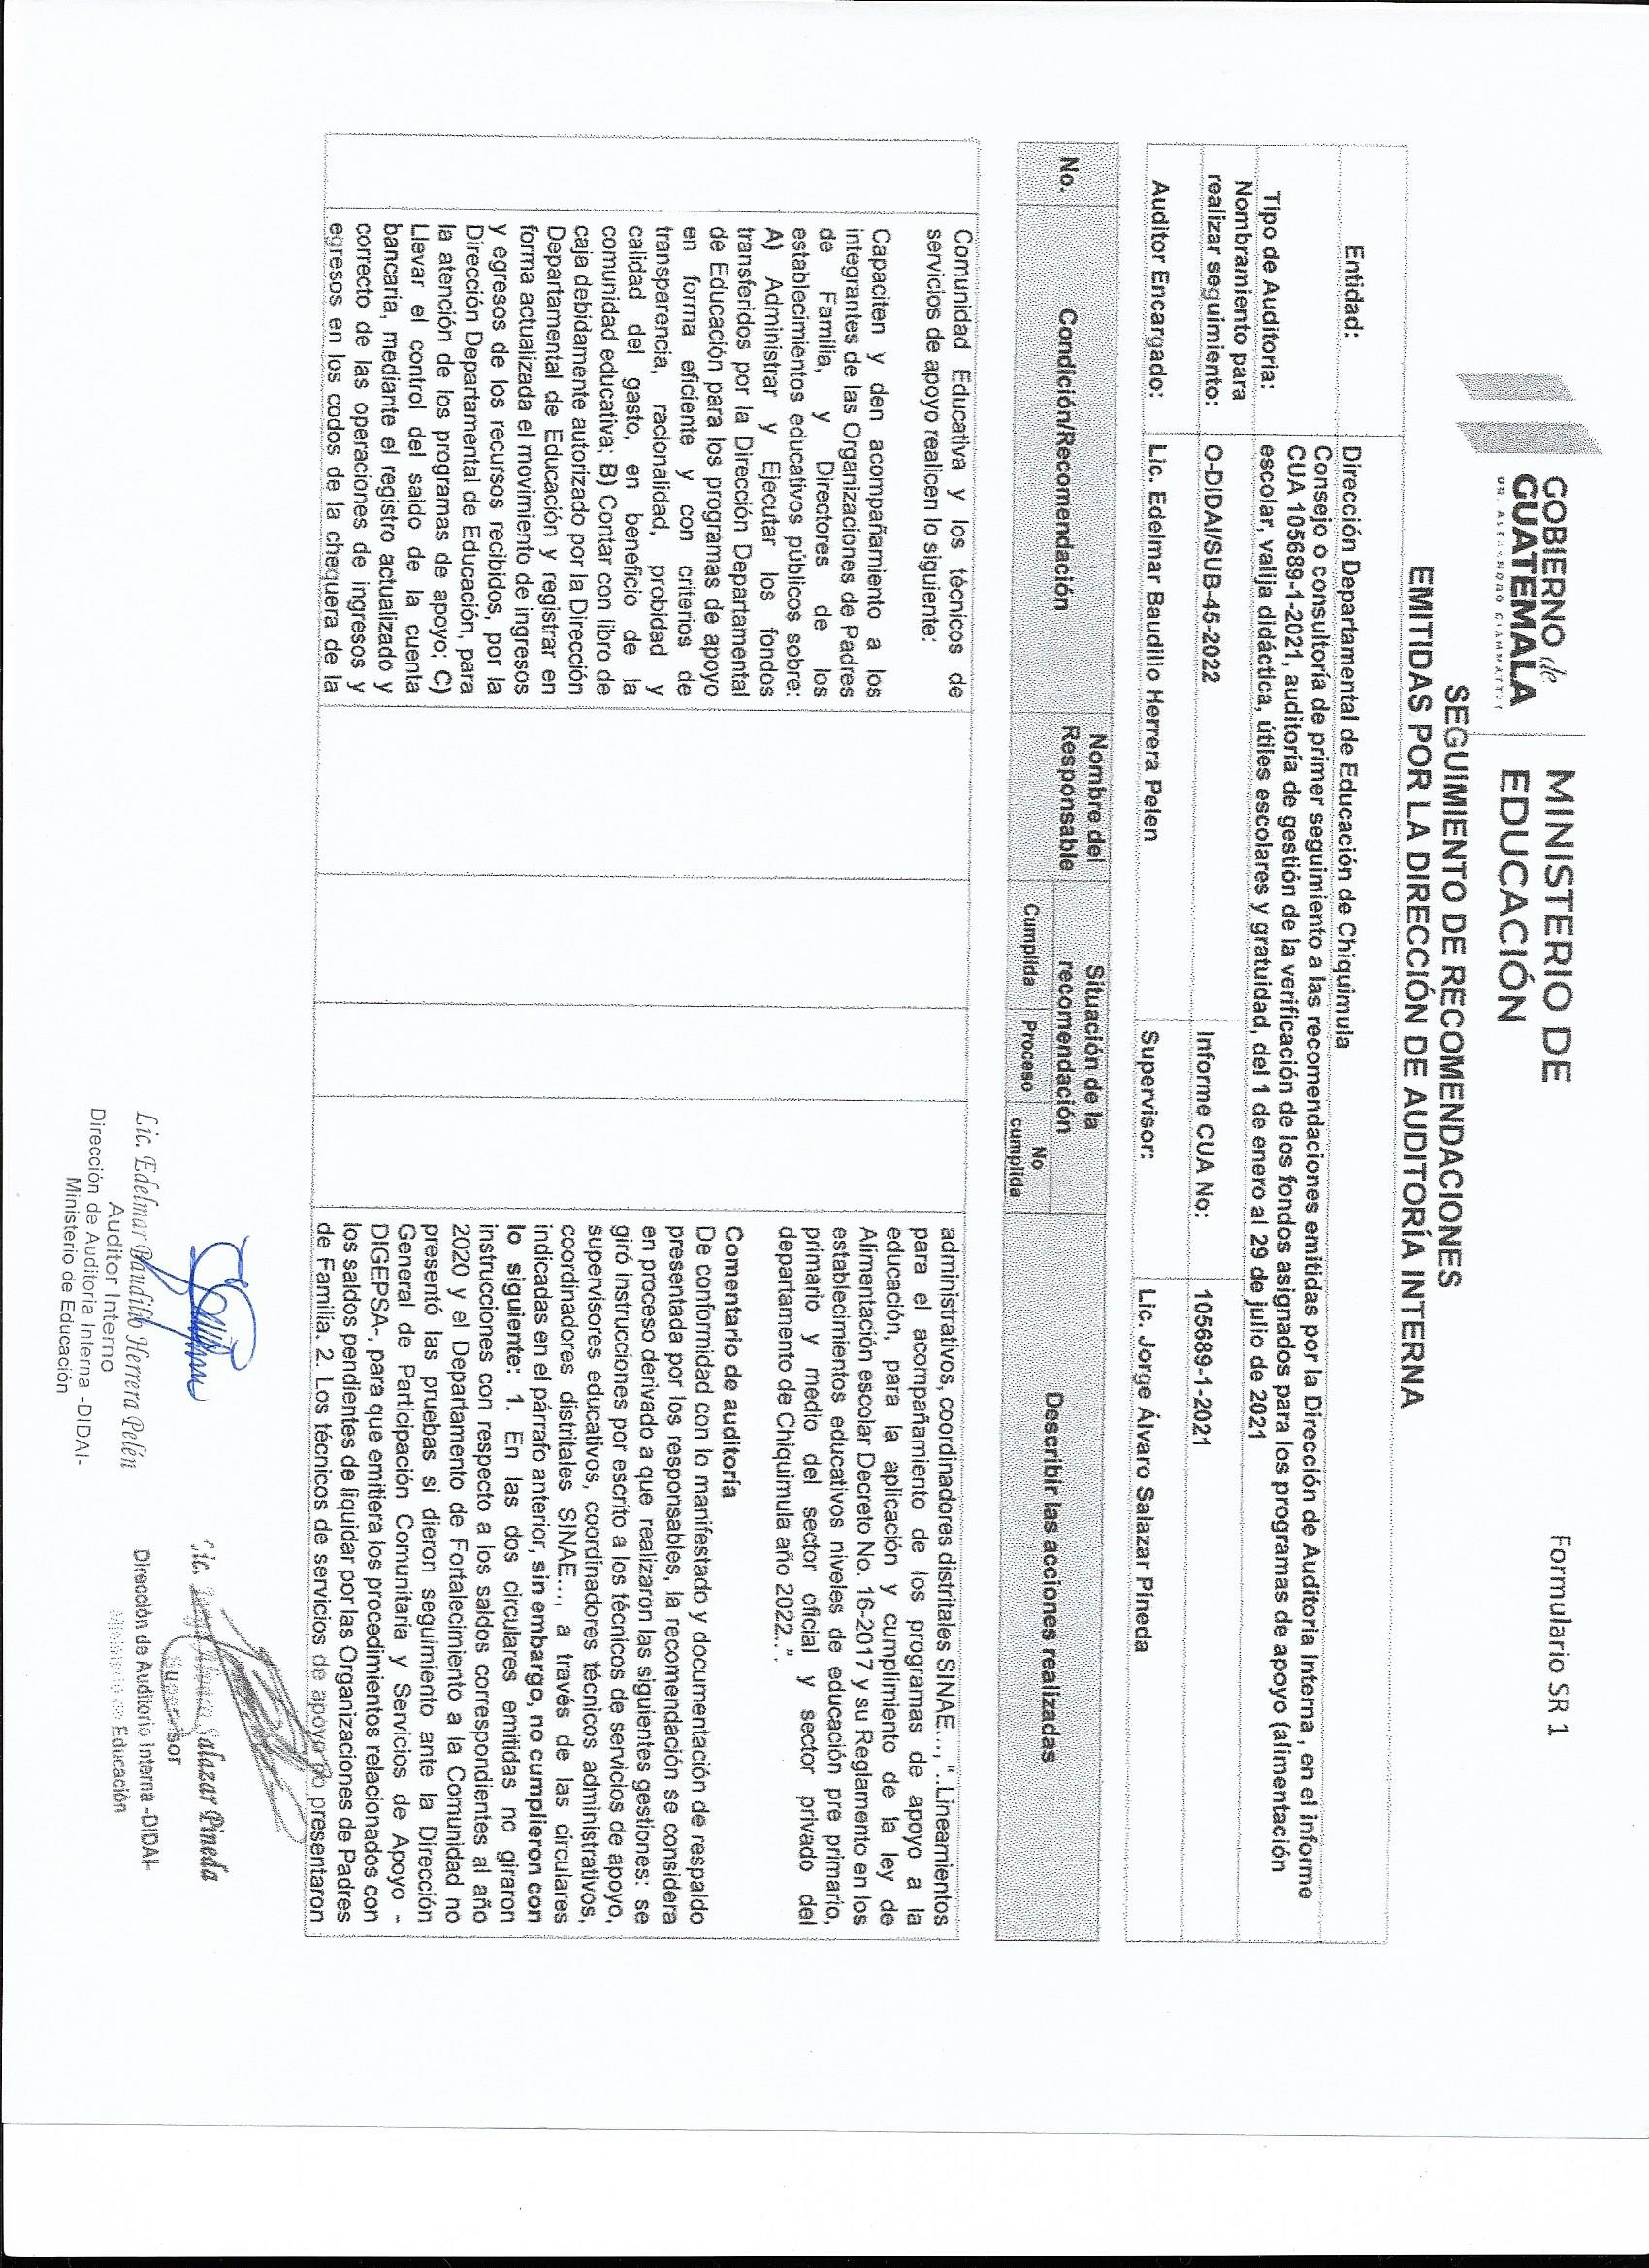 Formulario SR 1
GOBIERNO de
GUATEMALA
DR. ALEJANDRO GIAMMATTEI
MINISTERIO DE
EDUCACIÓN
SEGUIMIENTO DE RECOMENDACIONES
EMITIDAS POR LA DIRECCIÓN DE AUDITORÍA INTERNA
Entidad: Dirección Departamental de Educación de Chiquimula
Tipo de Auditoria: Consejo o consultoría de primer seguimiento a las recomendaciones emitidas por la Dirección de Auditoria Interna , en el informe
CUA 105689-1-2021, auditoría de gestión de la verificación de los fondos asignados para los programas de apoyo (alimentación
escolar, valija didáctica, útiles escolares y gratuidad, del 1 de enero al 29 de julio de 2021
Nombramiento para
realizar seguimiento: O-DIDAI/SUB-45-2022 Informe CUA No: 105689-1-2021
Auditor Encargado: Lic. Edelmar Baudilio Herrera Pelen Supervisor: Lic. Jorge Álvaro Salazar Pineda
No. Condición/Recomendación
Nombre del
Responsable
Situación de la
recomendación
Cumplida Proceso No
cumplida
Describir las acciones realizadas
Comunidad Educativa y los técnicos de
servicios de apoyo realicen lo siguiente:
Capaciten y den acompañamiento a los
integrantes de las Organizaciones de Padres
de Familia, y Directores de los
establecimientos educativos públicos sobre:
A) Administrar y Ejecutar los fondos
transferidos por la Dirección Departamental
de Educación para los programas de apoyo
en forma eficiente y con criterios de
transparencia, racionalidad, probidad y
calidad del gasto, en beneficio de la
comunidad educativa; B) Contar con libro de
caja debidamente autorizado por la Dirección
Departamental de Educación y registrar en
forma actualizada el movimiento de ingresos
y egresos de los recursos recibidos, por la
Dirección Departamental de Educación, para
la atención de los programas de apoyo; C)
Llevar el control del saldo de la cuenta
bancaria, mediante el registro actualizado y
correcto de las operaciones de ingresos y
egresos en los codos de la chequera de la
administrativos, coordinadores distritales SINAE..., "..Lineamientos
para el acompañamiento de los programas de apoyo a la
educación, para la aplicación y cumplimiento de la ley de
Alimentación escolar Decreto No. 16-2017 y su Reglamento en los
establecimientos educativos niveles de educación pre primario,
primario y medio del sector oficial y sector privado del
departamento de Chiquimula año 2022..".
Comentario de auditoría
De conformidad con lo manifestado y documentación de respaldo
presentada por los responsables, la recomendación se considera
en proceso derivado a que realizaron las siguientes gestiones: se
giró instrucciones por escrito a los técnicos de servicios de apoyo,
supervisores educativos, coordinadores técnicos administrativos,
coordinadores distritales SINAE..., a través de las circulares
indicadas en el párrafo anterior, sin embargo, no cumplieron con
lo siguiente: 1. En las dos circulares emitidas no giraron
instrucciones con respecto a los saldos correspondientes al año
2020 y el Departamento de Fortalecimiento a la Comunidad no
presentó las pruebas si dieron seguimiento ante la Dirección
General de Participación Comunitaria y Servicios de Apoyo -
DIGEPSA-, para que emitiera los procedimientos relacionados con
los saldos pendientes de liquidar por las Organizaciones de Padres
de Familia. 2. Los técnicos de servicios de apoyo no presentaron
Lic. Edelmar Baudilio Herrera Pelén
Auditor Interno
Dirección de Auditoría Interna -DIDAI-
Ministerio de Educación
Lic. Jorge Álvaro Salazar Pineda
Supervisor
Dirección de Auditoría Interna -DIDAI-
Ministerio de Educación